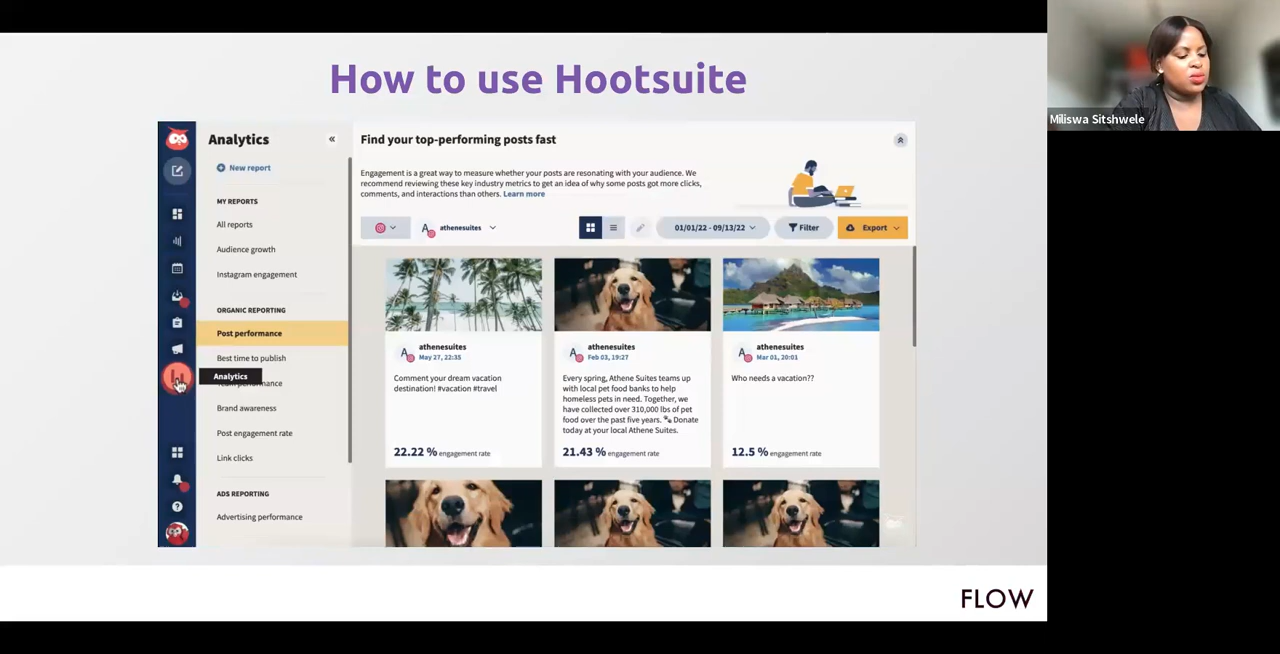 How to use Hootsuite
Miliswa Sitshwele
Analytics
«
New report
MY REPORTS
All reports
Audience growth
Instagram engagement
ORGANIC REPORTING
Post performance
Best time to publish
Analytics
Brand awareness
Post engagement rate
Link clicks
ADS REPORTING
Advertising performance
Find your top-performing posts fast
Engagement is a great way to measure whether your posts are resonating with your audience. We
recommend reviewing these key industry metrics to get an idea of why some posts got more clicks,
comments, and interactions than others. Learn more
athenesuites
01/01/22 - 09/13/22
Filter
Export
athenesuites
May 27, 22:35
Comment your dream vacation
destination! #vacation #travel
22.22 % engagement rate
athenesuites
Feb 03, 19:27
Every spring, Athene Suites teams up
with local pet food banks to help
homeless pets in need. Together, we
have collected over 310,000 lbs of pet
food over the past five years. 🐾 Donate
today at your local Athene Suites.
21.43 % engagement rate
athenesuites
Mar 01, 20:01
Who needs a vacation??
12.5 % engagement rate
FLOW